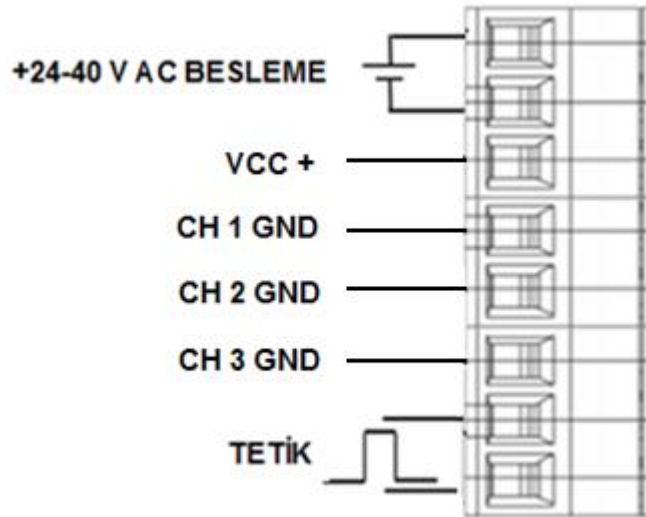 +24-40 V AC BESLEME
VCC +
CH 1 GND
CH 2 GND
CH 3 GND
TETİK